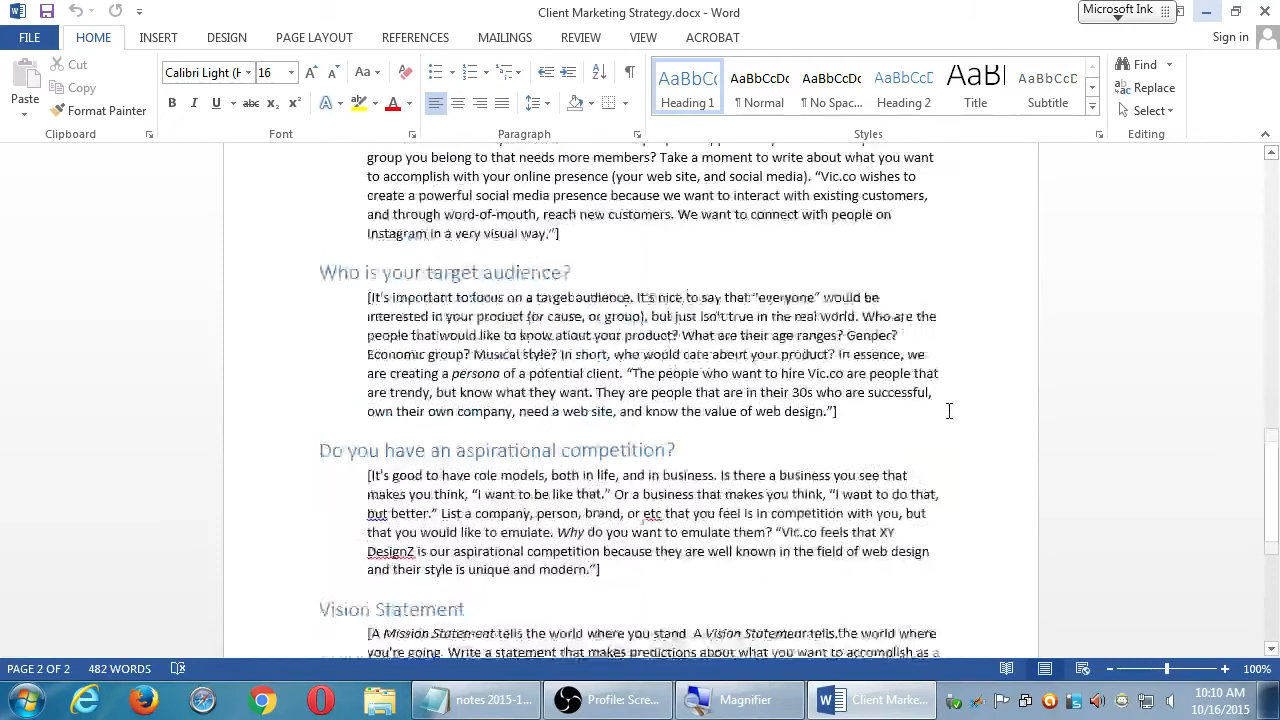 Client Marketing Strategy.docx - Word
Microsoft Ink
FILE HOME INSERT DESIGN PAGE LAYOUT REFERENCES MAILINGS REVIEW VIEW ACROBAT Sign in
Paste
Cut
Copy
Format Painter
Calibri Light (H 16
AaBbCc AaBbCcDc AaBbCcDc AaBbCcD AaB AaBbCcD
Heading 1 ¶ Normal ¶ No Spac... Heading 2 Title Subtitle
Find
Replace
Select
Clipboard Font Paragraph Styles Editing
group you belong to that needs more members? Take a moment to write about what you want
to accomplish with your online presence (your web site, and social media). “Vic.co wishes to
create a powerful social media presence because we want to interact with existing customers,
and through word-of-mouth, reach new customers. We want to connect with people on
Instagram in a very visual way.”]
Who is your target audience?
[It's important to focus on a target audience. It's nice to say that “everyone” would be
interested in your product (or cause, or group), but just isn't true in the real world. Who are the
people that would like to know about your product? What are their age ranges? Gender?
Economic group? Musical style? In short, who would care about your product? In essence, we
are creating a persona of a potential client. “The people who want to hire Vic.co are people that
are trendy, but know what they want. They are people that are in their 30s who are successful,
own their own company, need a web site, and know the value of web design.”]
Do you have an aspirational competition?
[It's good to have role models, both in life, and in business. Is there a business you see that
makes you think, “I want to be like that.” Or a business that makes you think, “I want to do that,
but better.” List a company, person, brand, or etc that you feel is in competition with you, but
that you would like to emulate. Why do you want to emulate them? “Vic.co feels that XY
DesignZ is our aspirational competition because they are well known in the field of web design
and their style is unique and modern.”]
Vision Statement
[A Mission Statement tells the world where you stand. A Vision Statement tells the world where
you're going. Write a statement that makes predictions about what you want to accomplish as a
PAGE 2 OF 2 482 WORDS 100%
notes 2015-1... Profile: Scre... Magnifier Client Marke...
10:10 AM
10/16/2015